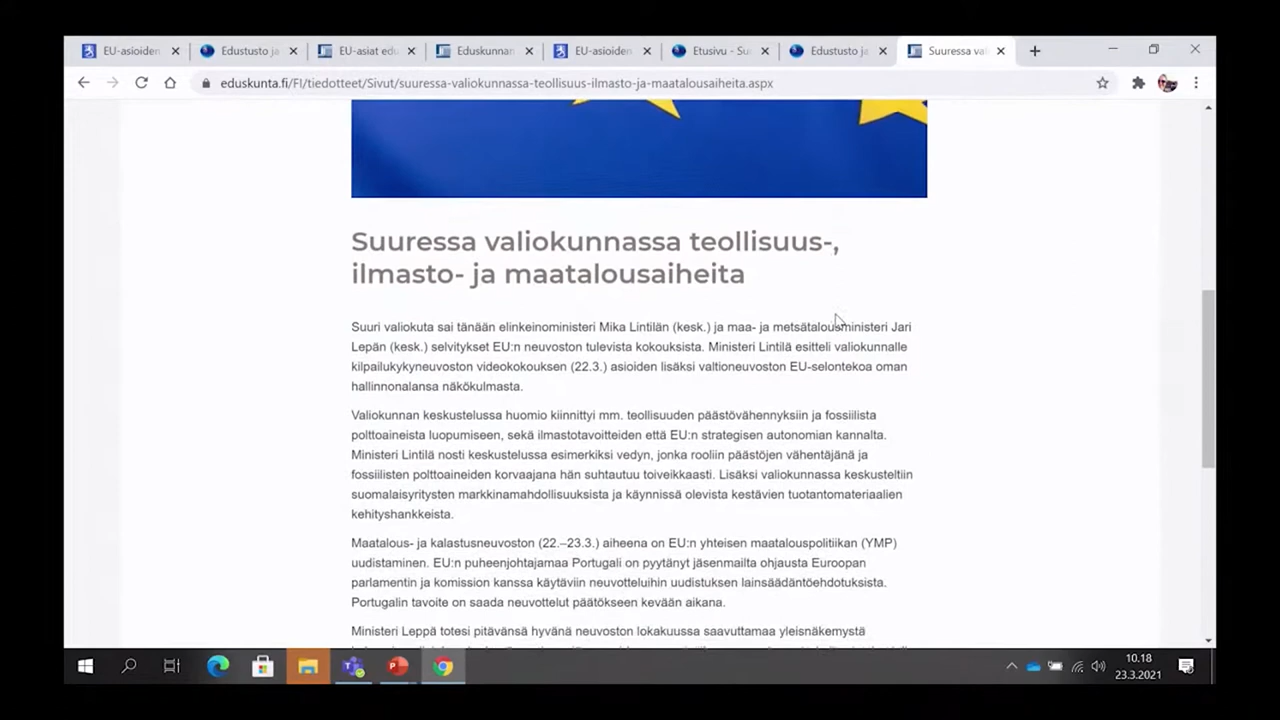 EU-asioiden
Edustusto ja
EU-asiat edu
Eduskunnan
EU-asioiden
Etusivu - Su
Edustusto ja
Suuressa val
eduskunta.fi/FI/tiedotteet/Sivut/suuressa-valiokunnassa-teollisuus-ilmasto-ja-maatalousaiheita.aspx
Suuressa valiokunnassa teollisuus-,
ilmasto- ja maatalousaiheita
Suuri valiokuta sai tänään elinkeinoministeri Mika Lintilän (kesk.) ja maa- ja metsätalousministeri Jari
Lepän (kesk.) selvitykset EU:n neuvoston tulevista kokouksista. Ministeri Lintilä esitteli valiokunnalle
kilpailukykyneuvoston videokokouksen (22.3.) asioiden lisäksi valtioneuvoston EU-selontekoa oman
hallinnonalansa näkökulmasta.
Valiokunnan keskustelussa huomio kiinnittyi mm. teollisuuden päästövähennyksiin ja fossiilista
polttoaineista luopumiseen, sekä ilmastotavoitteiden että EU:n strategisen autonomian kannalta.
Ministeri Lintilä nosti keskustelussa esimerkiksi vedyn, jonka rooliin päästöjen vähentäjänä ja
fossiilisten polttoaineiden korvaajana hän suhtautuu toiveikkaasti. Lisäksi valiokunnassa keskusteltiin
suomalaisyritysten markkinamahdollisuuksista ja käynnissä olevista kestävien tuotantomateriaalien
kehityshankkeista.
Maatalous- ja kalastusneuvoston (22.–23.3.) aiheena on EU:n yhteisen maatalouspolitiikan (YMP)
uudistaminen. EU:n puheenjohtajamaa Portugali on pyytänyt jäsenmailta ohjausta Euroopan
parlamentin ja komission kanssa käytäviin neuvotteluihin uudistuksen lainsäädäntöehdotuksista.
Portugalin tavoite on saada neuvottelut päätökseen kevään aikana.
Ministeri Leppä totesi pitävänsä hyvänä neuvoston lokakuussa saavuttamaa yleisnäkemystä
10.18
23.3.2021